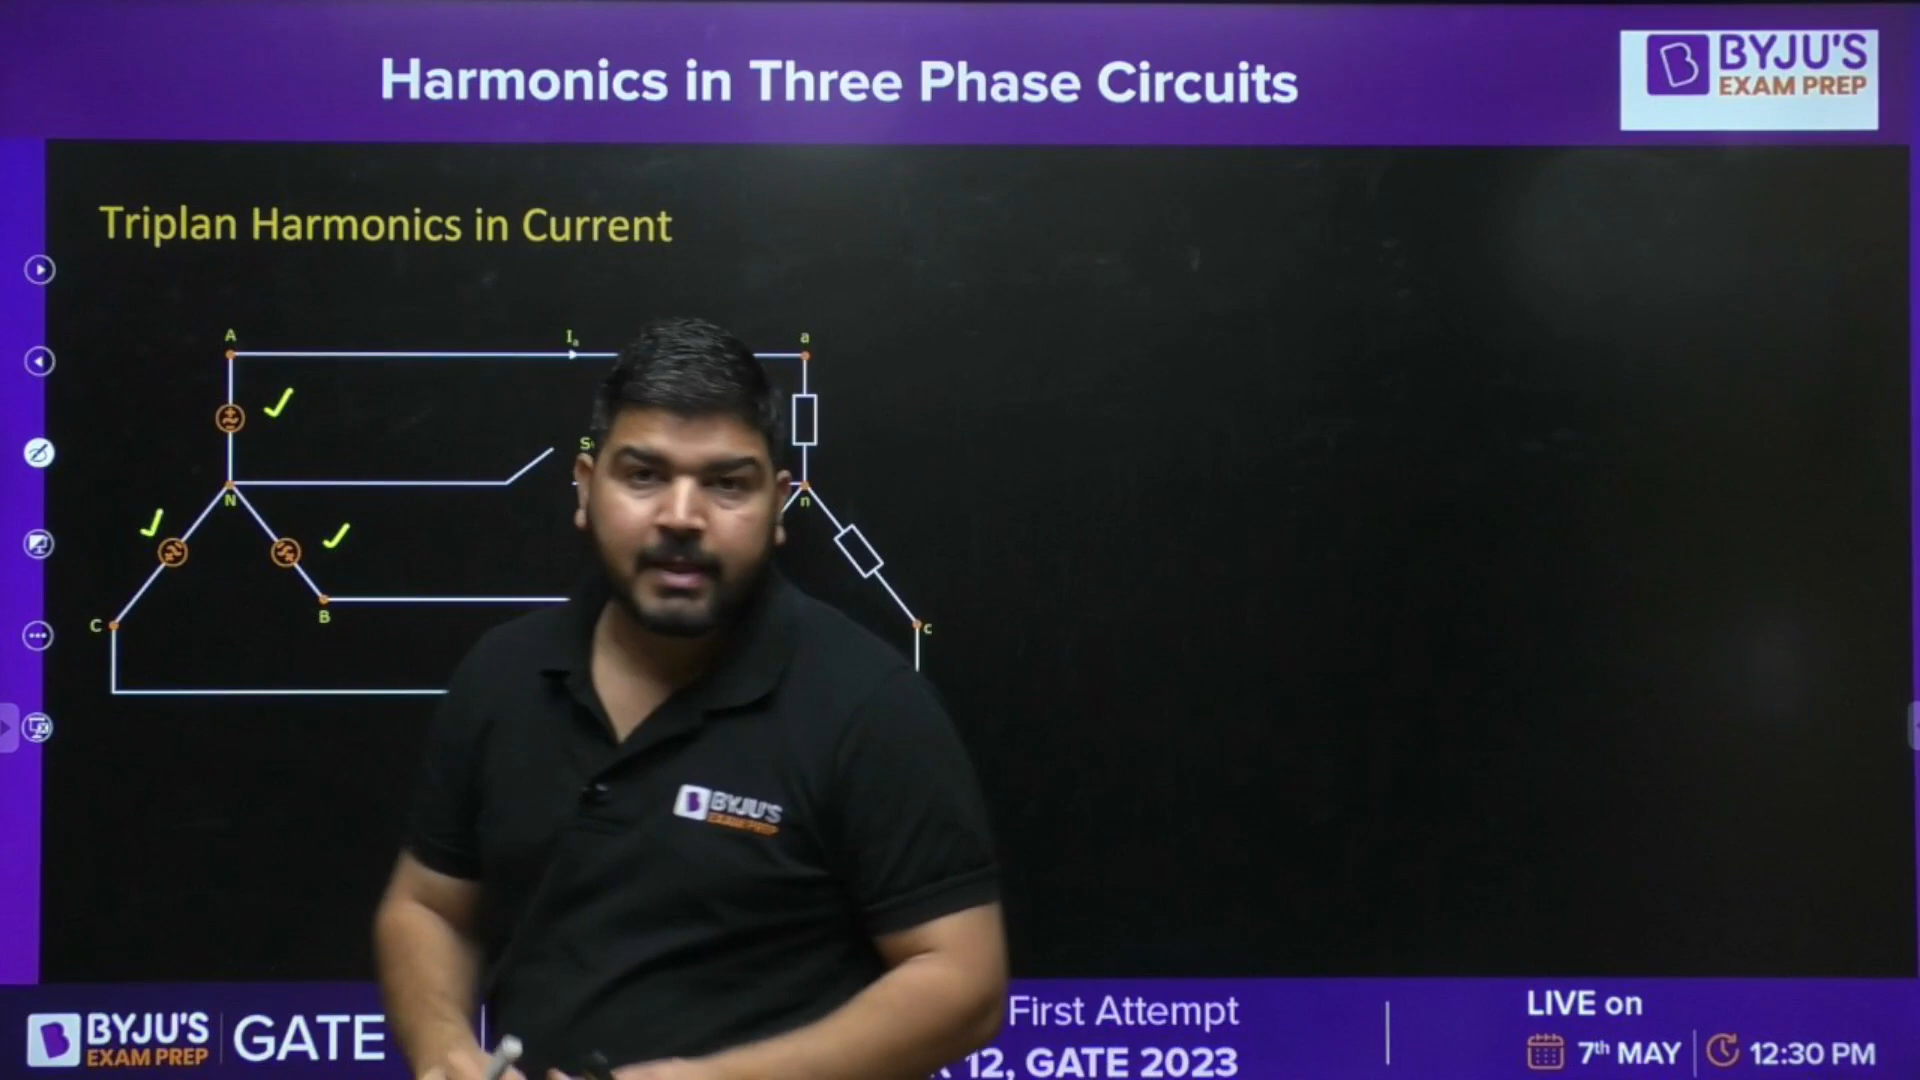 Harmonics in Three Phase Circuits
BYJU'S
EXAM PREP
Triplan Harmonics in Current
A
Ia
a
N
n
B
C
c
BYJU'S
EXAM PREP
BYJU'S
EXAM PREP
GATE
First Attempt
12, GATE 2023
LIVE on
7th MAY
12:30 PM